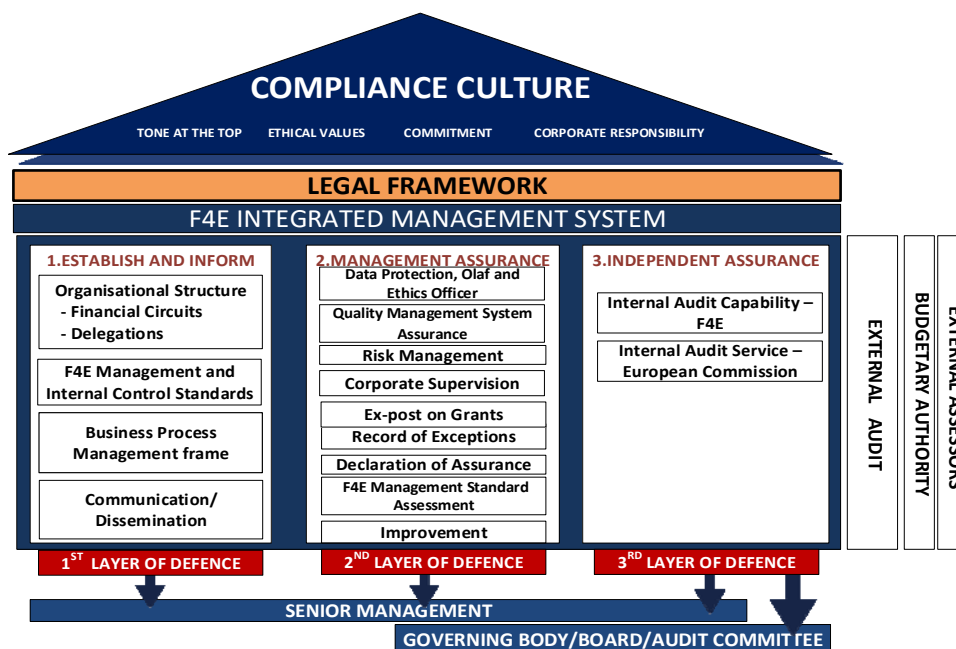 COMPLIANCE CULTURE
TONE AT THE TOP ETHICAL VALUES COMMITMENT CORPORATE RESPONSIBILITY
LEGAL FRAMEWORK
F4E INTEGRATED MANAGEMENT SYSTEM
1.ESTABLISH AND INFORM
Organisational Structure
- Financial Circuits
- Delegations
F4E Management and
Internal Control Standards
Business Process
Management frame
Communication/
Dissemination
1ST LAYER OF DEFENCE
2.MANAGEMENT ASSURANCE
Data Protection, Olaf and
Ethics Officer
Quality Management System
Assurance
Risk Management
Corporate Supervision
Ex-post on Grants
Record of Exceptions
Declaration of Assurance
F4E Management Standard
Assessment
Improvement
2ND LAYER OF DEFENCE
3.INDEPENDENT ASSURANCE
Internal Audit Capability –
F4E
Internal Audit Service –
European Commission
3RD LAYER OF DEFENCE
EXTERNAL AUDIT
BUDGETARY AUTHORITY
EXTERNAL ASSESSORS
SENIOR MANAGEMENT
GOVERNING BODY/BOARD/AUDIT COMMITTEE